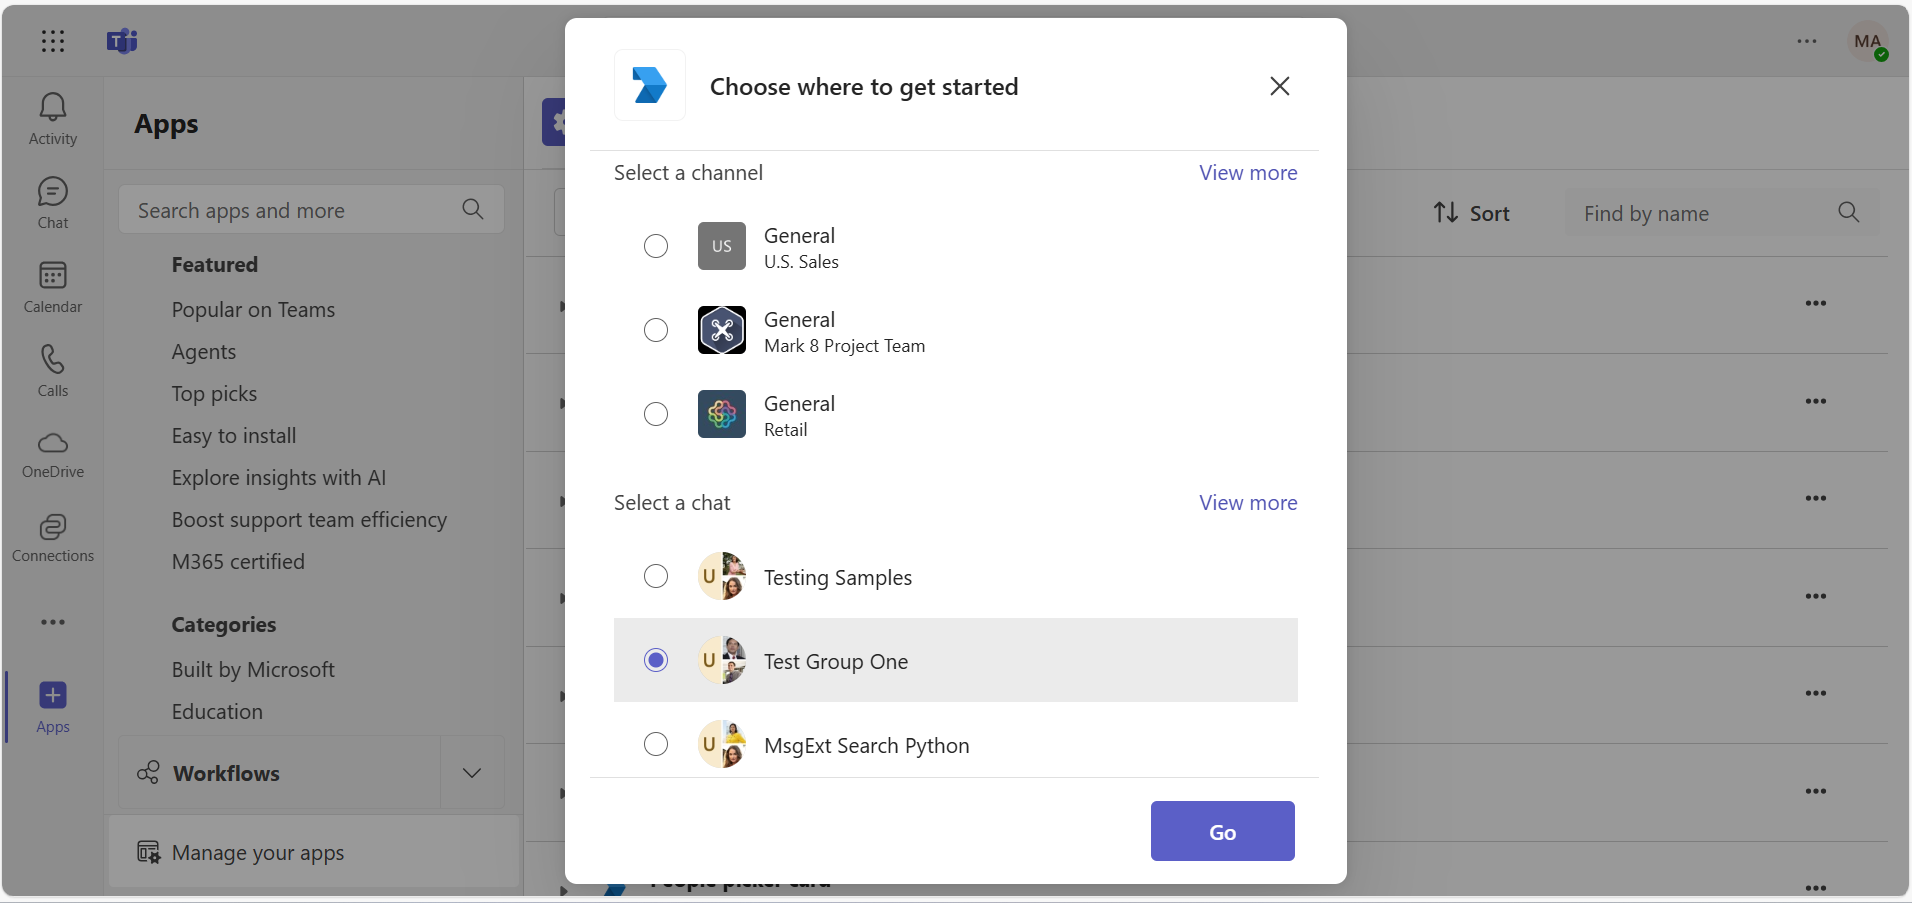 MA
Activity
Chat
Calendar
Calls
OneDrive
Connections
Apps
Apps
Search apps and more
Featured
Popular on Teams
Agents
Top picks
Easy to install
Explore insights with AI
Boost support team efficiency
M365 certified
Categories
Built by Microsoft
Education
Workflows
Manage your apps
Choose where to get started
Select a channel View more
US
General
U.S. Sales
General
Mark 8 Project Team
General
Retail
Select a chat View more
U Testing Samples
U Test Group One
U MsgExt Search Python
Go
Sort
Find by name
People picker card